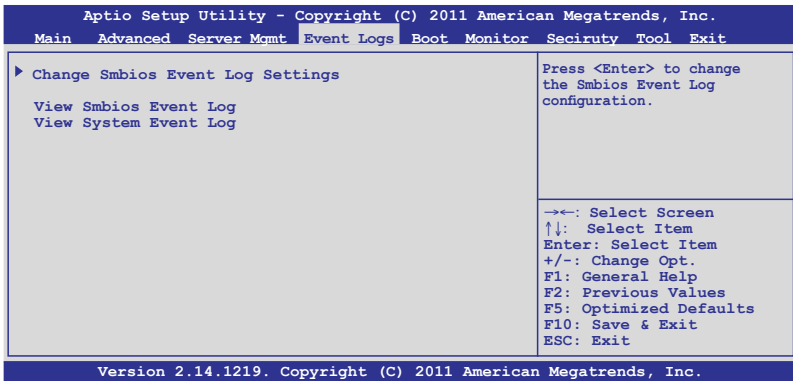 Aptio Setup Utility - Copyright (C) 2011 American Megatrends, Inc.
Main Advanced Server Mgmt Event Logs Boot Monitor Seciruty Tool Exit
Change Smbios Event Log Settings
View Smbios Event Log
View System Event Log
Press <Enter> to change
the Smbios Event Log
configuration.
→←: Select Screen
↑↓: Select Item
Enter: Select Item
+/-: Change Opt.
F1: General Help
F2: Previous Values
F5: Optimized Defaults
F10: Save & Exit
ESC: Exit
Version 2.14.1219. Copyright (C) 2011 American Megatrends, Inc.